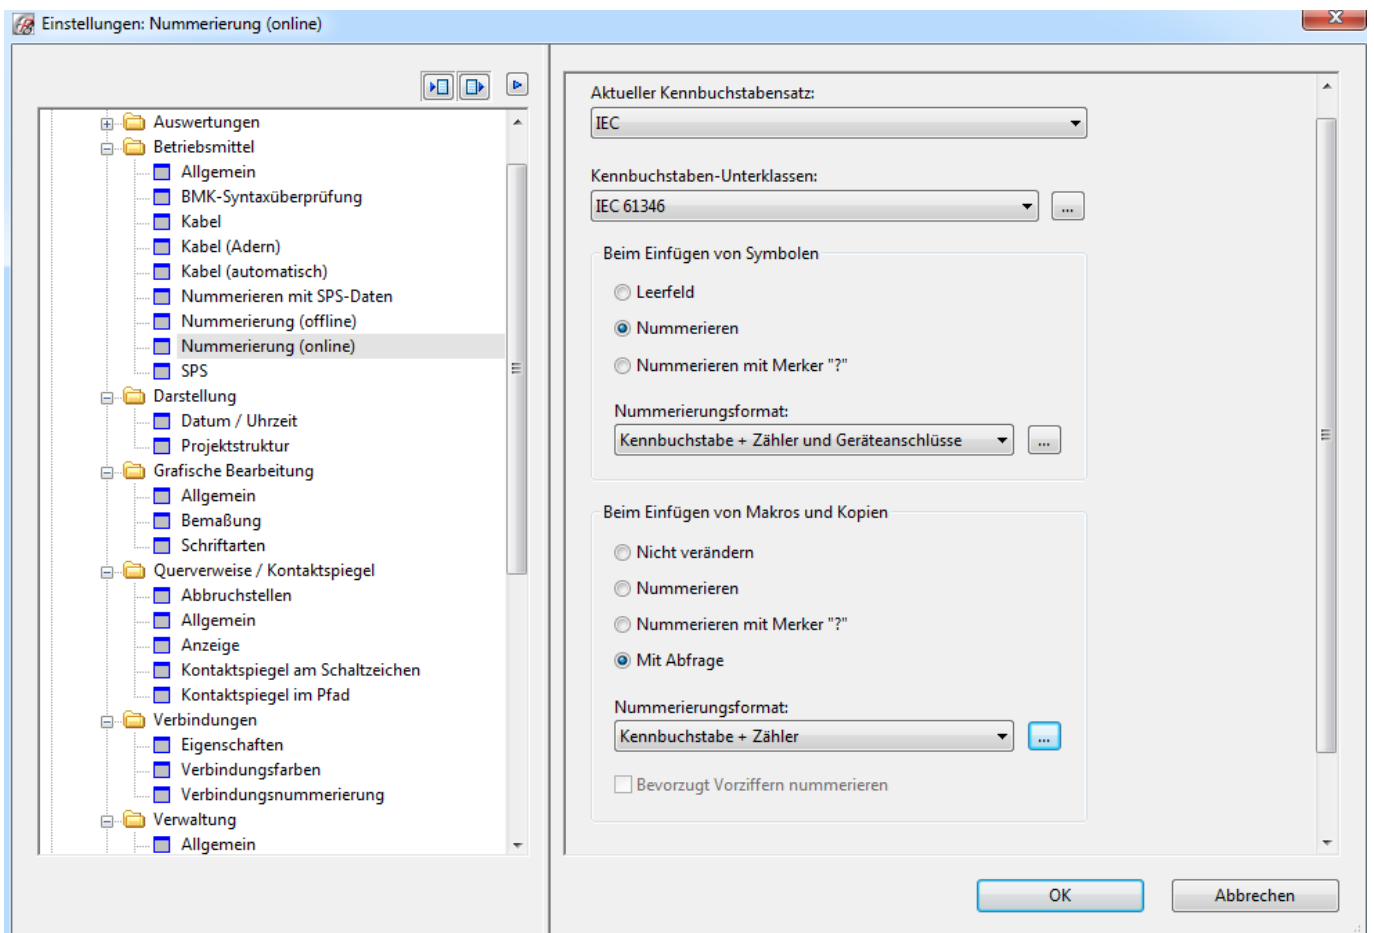 Einstellungen: Nummerierung (online)
Auswertungen
Betriebsmittel
Allgemein
BMK-Syntaxüberprüfung
Kabel
Kabel (Adern)
Kabel (automatisch)
Nummerieren mit SPS-Daten
Nummerierung (offline)
Nummerierung (online)
SPS
Darstellung
Datum / Uhrzeit
Projektstruktur
Grafische Bearbeitung
Allgemein
Bemaßung
Schriftarten
Querverweise / Kontaktspiegel
Abbruchstellen
Allgemein
Anzeige
Kontaktspiegel am Schaltzeichen
Kontaktspiegel im Pfad
Verbindungen
Eigenschaften
Verbindungsfarben
Verbindungsnummerierung
Verwaltung
Allgemein
Aktueller Kennbuchstabensatz:
IEC
Kennbuchstaben-Unterklassen:
IEC 61346
...
Beim Einfügen von Symbolen
Leerfeld
Nummerieren
Nummerieren mit Merker "?"
Nummerierungsformat:
Kennbuchstabe + Zähler und Geräteanschlüsse
...
Beim Einfügen von Makros und Kopien
Nicht verändern
Nummerieren
Nummerieren mit Merker "?"
Mit Abfrage
Nummerierungsformat:
Kennbuchstabe + Zähler
...
Bevorzugt Vorziffern nummerieren
OK
Abbrechen